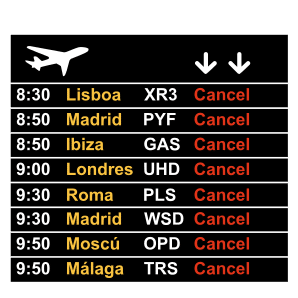 8:30 Lisboa XR3 Cancel
8:50 Madrid PYF Cancel
8:50 Ibiza GAS Cancel
9:00 Londres UHD Cancel
9:30 Roma PLS Cancel
9:30 Madrid WSD Cancel
9:50 Moscú OPD Cancel
9:50 Málaga TRS Cancel